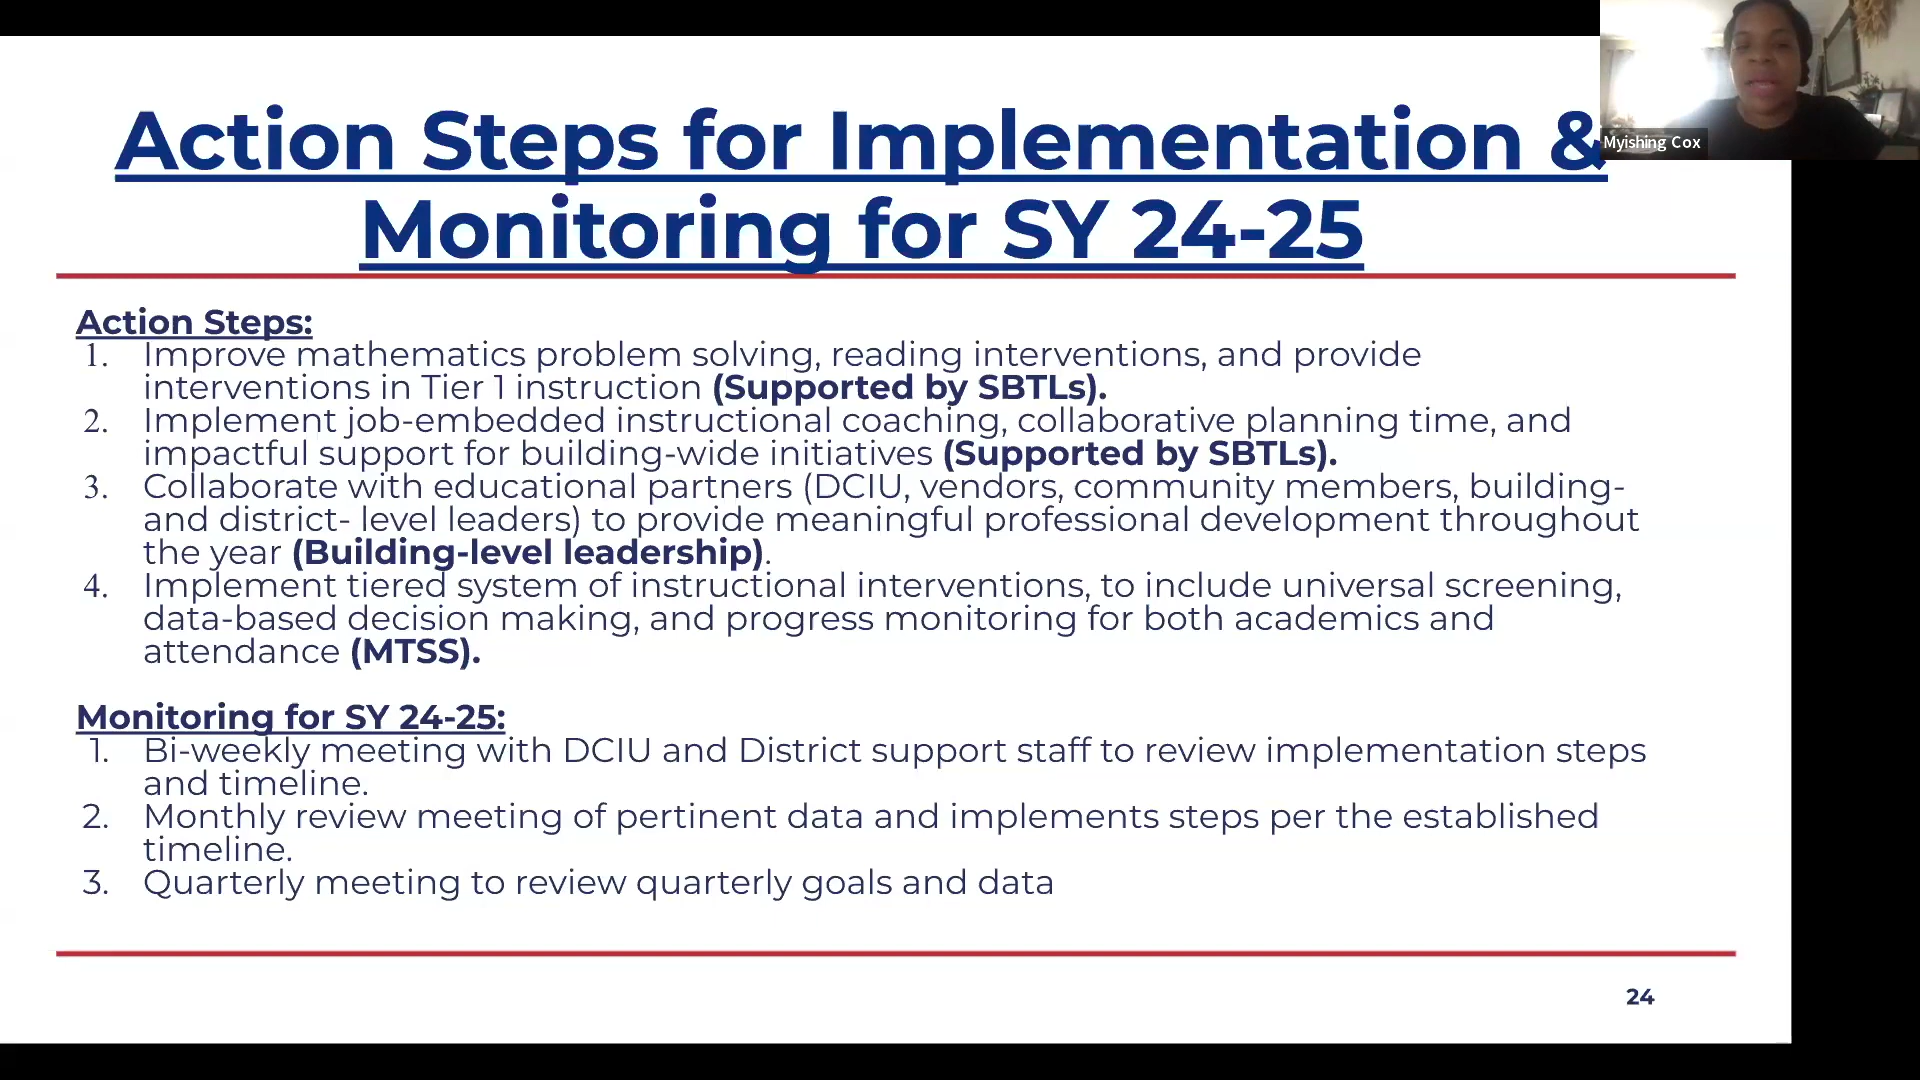 Action Steps for Implementation &
Monitoring for SY 24-25
Myishing Cox
Action Steps:
1. Improve mathematics problem solving, reading interventions, and provide
interventions in Tier 1 instruction (Supported by SBTLs).
2. Implement job-embedded instructional coaching, collaborative planning time, and
impactful support for building-wide initiatives (Supported by SBTLs).
3. Collaborate with educational partners (DCIU, vendors, community members, building-
and district- level leaders) to provide meaningful professional development throughout
the year (Building-level leadership).
4. Implement tiered system of instructional interventions, to include universal screening,
data-based decision making, and progress monitoring for both academics and
attendance (MTSS).
Monitoring for SY 24-25:
1. Bi-weekly meeting with DCIU and District support staff to review implementation steps
and timeline.
2. Monthly review meeting of pertinent data and implements steps per the established
timeline.
3. Quarterly meeting to review quarterly goals and data
24